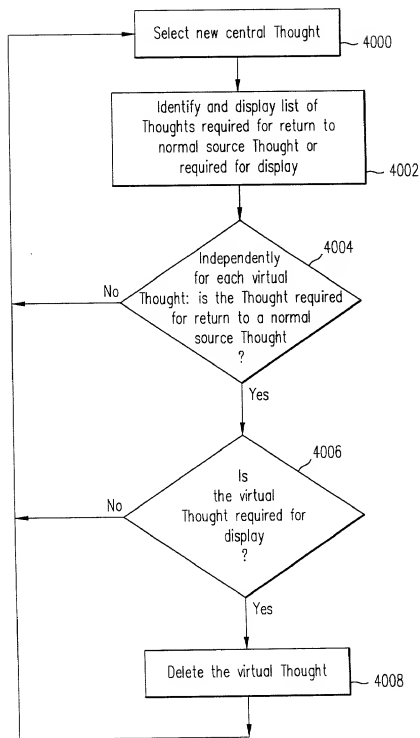 Select new central Thought
4000
Identify and display list of
Thoughts required for return to
normal source Thought or
required for display
4002
4004
Independently
for each virtual
Thought: is the Thought required
for return to a normal
source Thought
?
No
Yes
4006
Is
the virtual
Thought required for
display
?
No
Yes
Delete the virtual Thought
4008